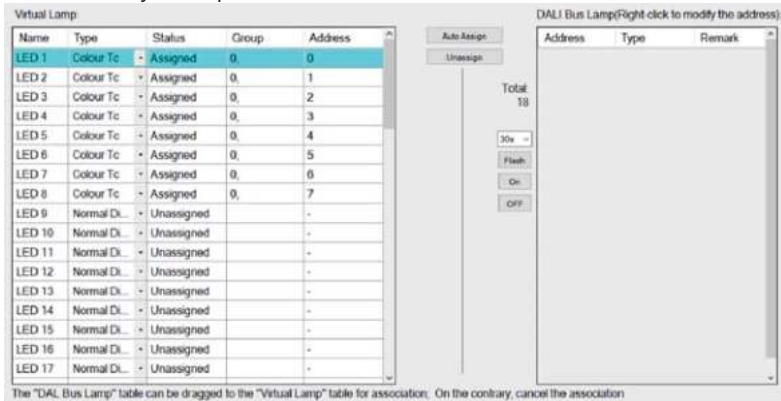 Virtual Lamp:
DALI Bus Lamp(Right-click to modify the address)
Name Type Status Group Address
Auto Assign
Address Type Remark
LED 1 Colour Tc Assigned 0, 0
Unassign
LED 2 Colour Tc Assigned 0, 1
LED 3 Colour Tc Assigned 0, 2
Total:
18
LED 4 Colour Tc Assigned 0, 3
LED 5 Colour Tc Assigned 0, 4
30s
LED 6 Colour Tc Assigned 0, 5
Flash
LED 7 Colour Tc Assigned 0, 6
On
LED 8 Colour Tc Assigned 0, 7
OFF
LED 9 Normal Di... Unassigned -
LED 10 Normal Di... Unassigned -
LED 11 Normal Di... Unassigned -
LED 12 Normal Di... Unassigned -
LED 13 Normal Di... Unassigned -
LED 14 Normal Di... Unassigned -
LED 15 Normal Di... Unassigned -
LED 16 Normal Di... Unassigned -
LED 17 Normal Di... Unassigned -
The "DAL Bus Lamp" table can be dragged to the "Virtual Lamp" table for association; On the contrary, cancel the association